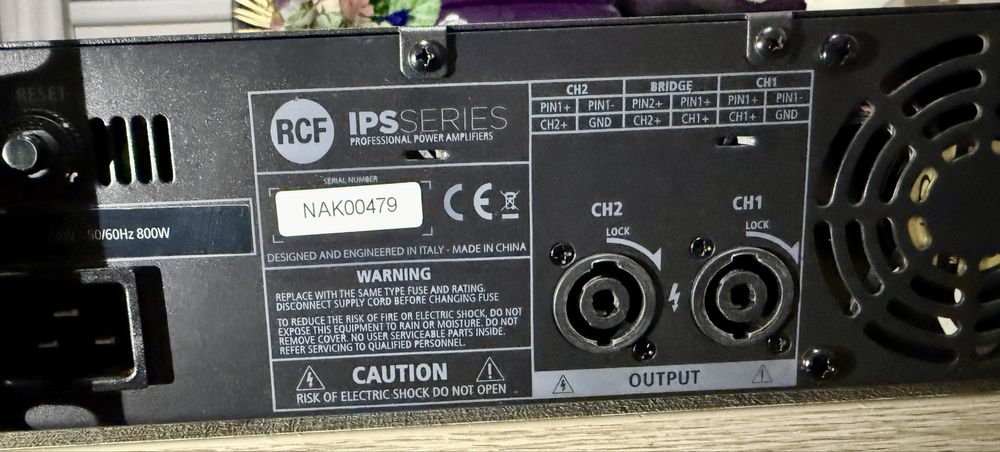 RESET
50/60Hz 800W
RCF
IPSSERIES
PROFESSIONAL POWER AMPLIFIERS
SERIAL NUMBER
NAK00479
CE
DESIGNED AND ENGINEERED IN ITALY - MADE IN CHINA
WARNING
REPLACE WITH THE SAME TYPE FUSE AND RATING.
DISCONNECT SUPPLY CORD BEFORE CHANGING FUSE
TO REDUCE THE RISK OF FIRE OR ELECTRIC SHOCK, DO NOT
EXPOSE THIS EQUIPMENT TO RAIN OR MOISTURE. DO NOT
REMOVE COVER. NO USER SERVICEABLE PARTS INSIDE.
REFER SERVICING TO QUALIFIED PERSONNEL.
CAUTION
RISK OF ELECTRIC SHOCK DO NOT OPEN
CH2 BRIDGE CH1
PIN1+ PIN1- PIN2+ PIN1+ PIN1+ PIN1-
CH2+ GND CH2+ CH1+ CH1+ GND
CH2 CH1
LOCK LOCK
OUTPUT